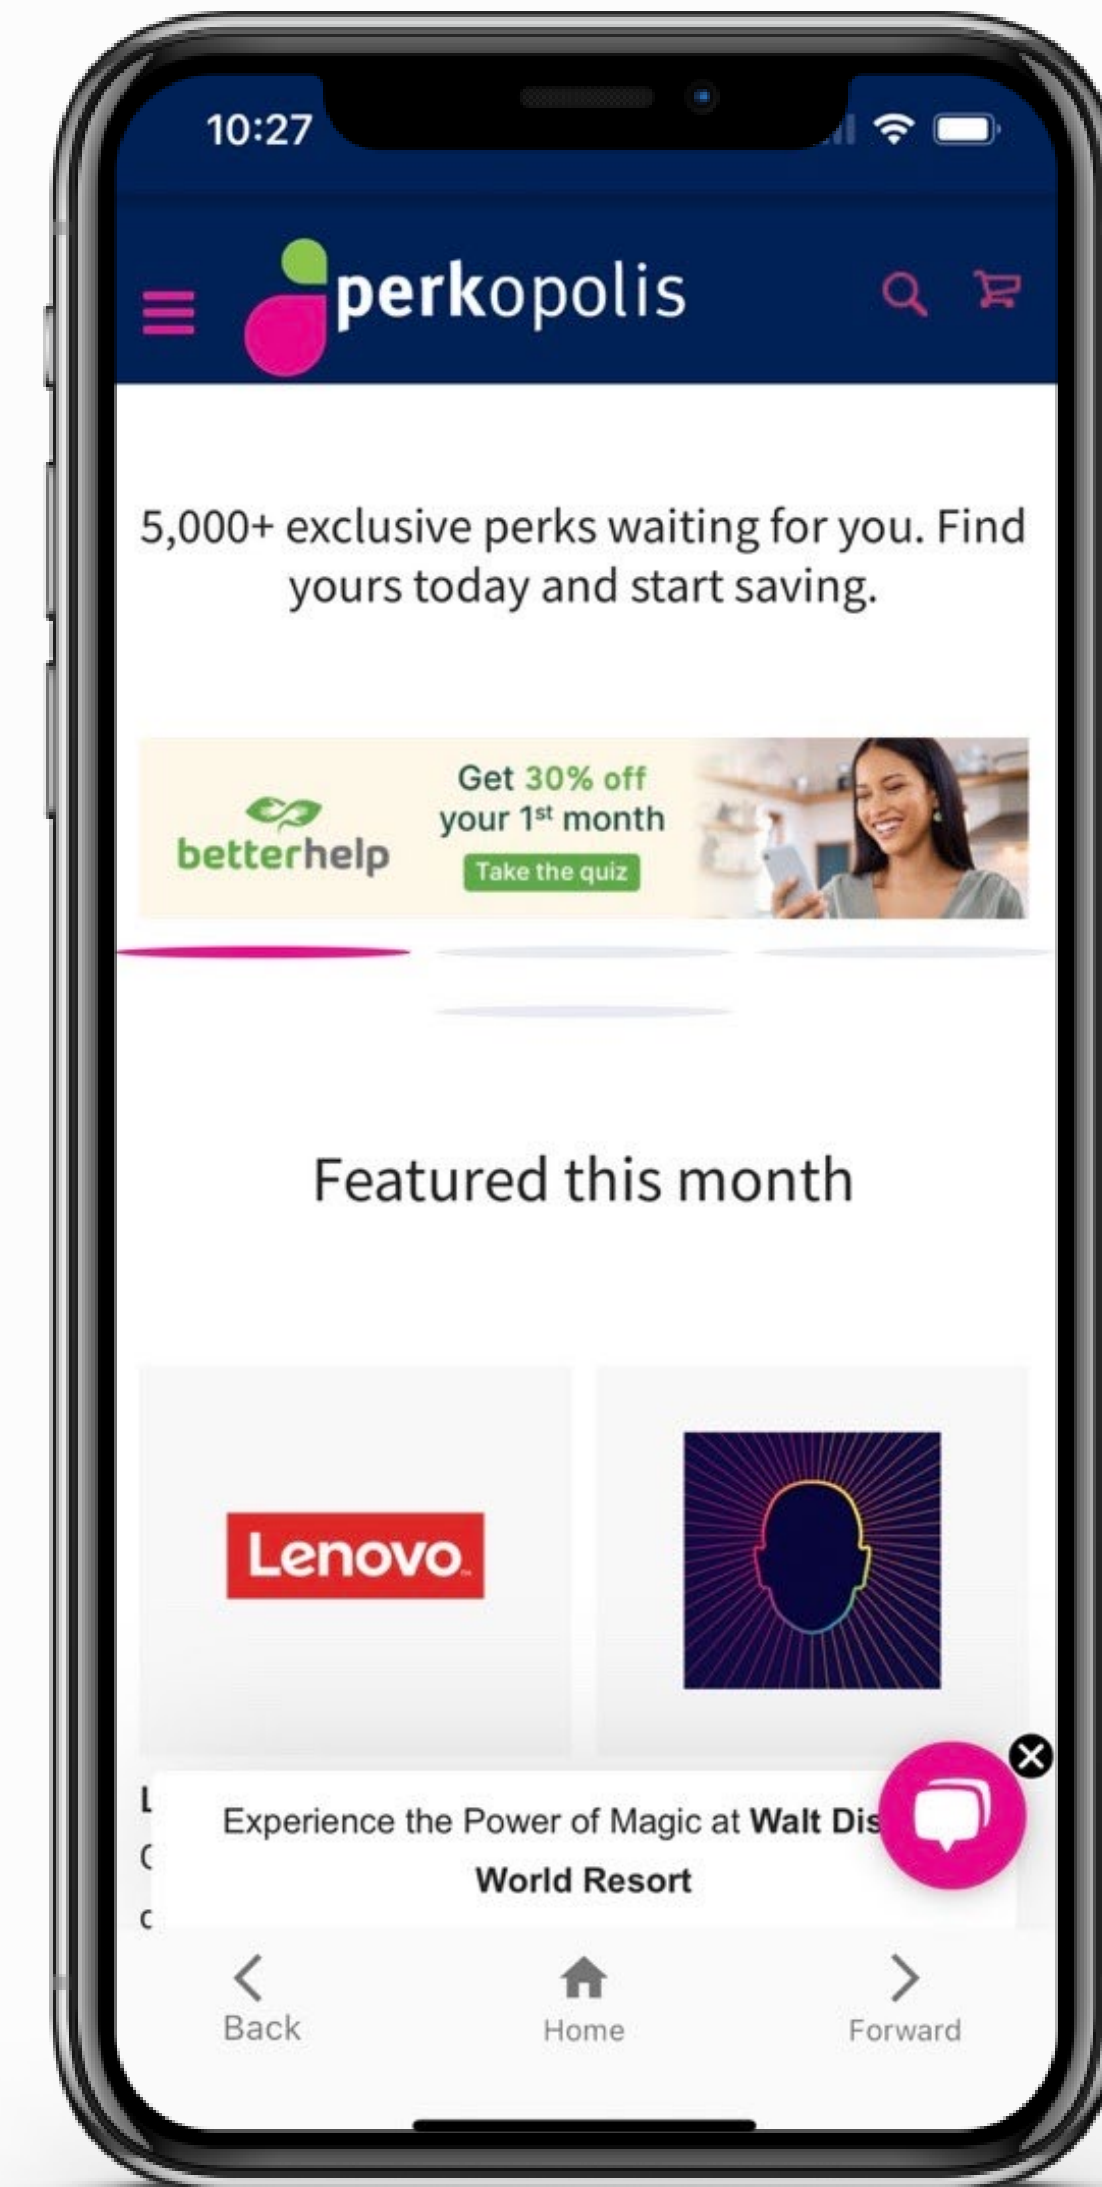 10:27
perkopolis
5,000+ exclusive perks waiting for you. Find
yours today and start saving.
betterhelp
Get 30% off
your 1st month
Take the quiz
Featured this month
Lenovo
Experience the Power of Magic at Walt Dis
World Resort
Back
Home
Forward